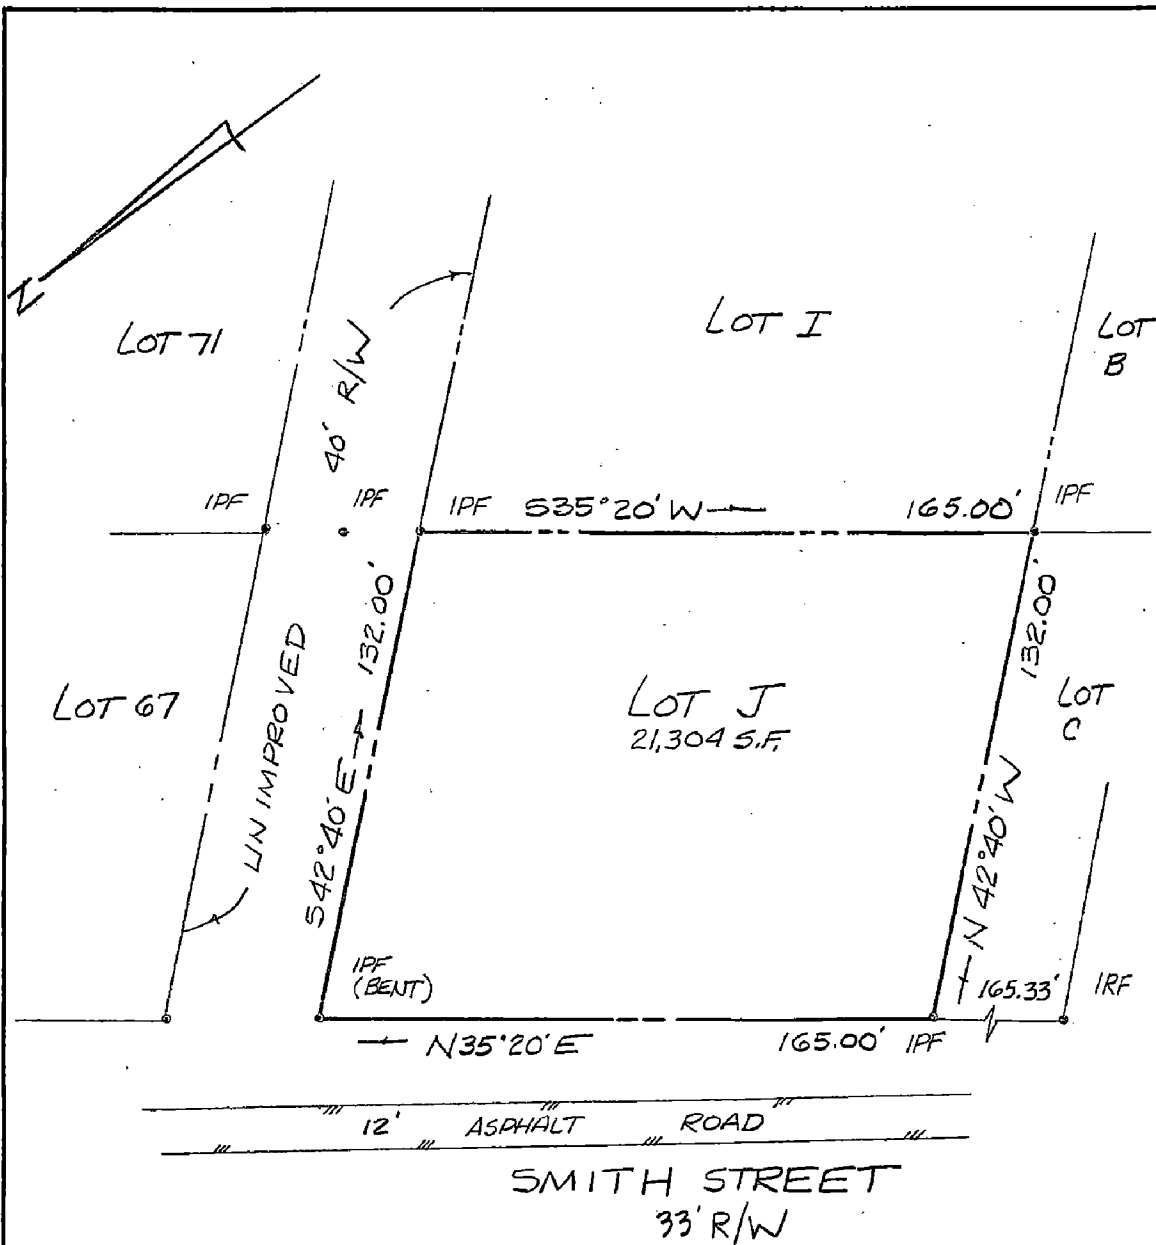 N
LOT 71
40' R/W
LOT I
LOT
B
IPF
IPF
IPF
S35°20'W
165.00'
IPF
LOT 67
UNIMPROVED
S42°40'E
132.00'
LOT J
21,304 S.F.
132.00'
N 42°40' W
LOT
C
IPF
(BENT)
165.33'
IRF
N35°20'E
165.00'
IPF
12' ASPHALT ROAD
SMITH STREET
33' R/W